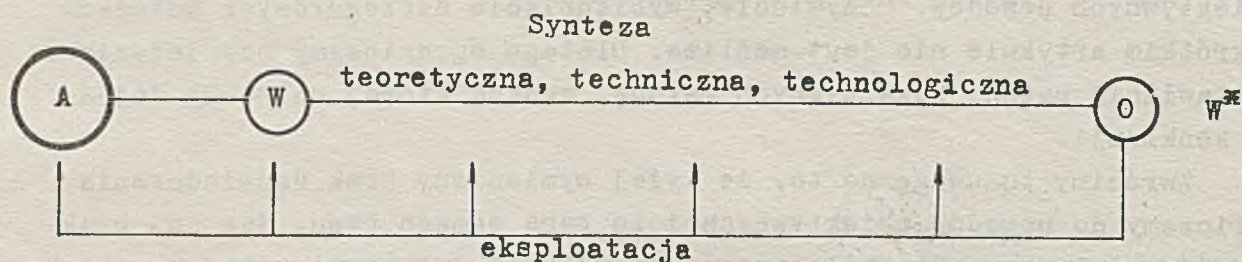 Synteza
teoretyczna, techniczna, technologiczna
A W O W*
eksploatacja